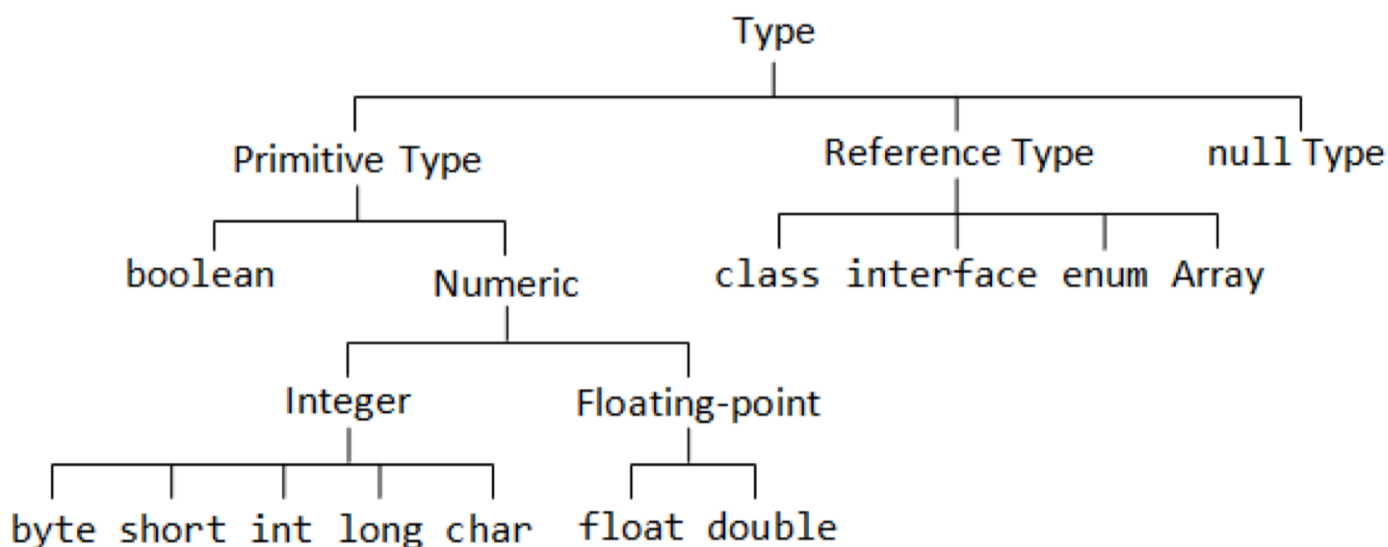 Type
Primitive Type Reference Type null Type
boolean Numeric class interface enum Array
Integer Floating-point
byte short int long char float double